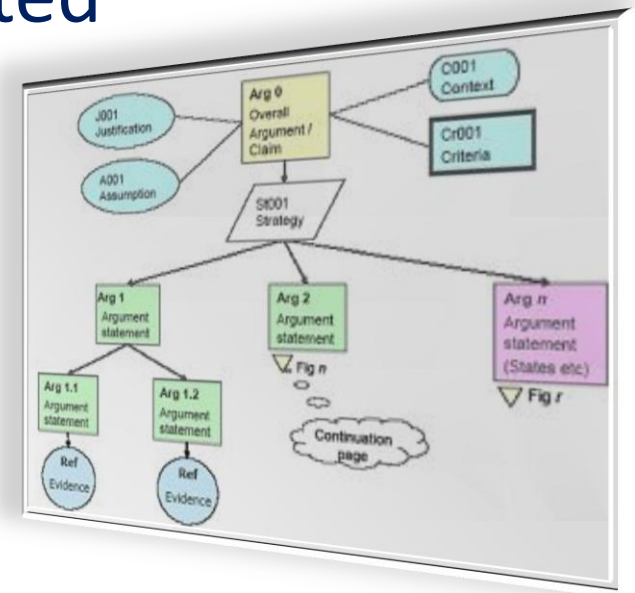 ted
J001
Justification
A001
Assumption
Arg 0
Overall
Argument /
Claim
C001
Context
Cr001
Criteria
St001
Strategy
Arg 1
Argument
statement
Arg 2
Argument
statement
Fig n
Arg n
Argument
statement
(States etc)
Fig r
Arg 1.1
Argument
statement
Arg 1.2
Argument
statement
Continuation
page
Ref
Evidence
Ref
Evidence